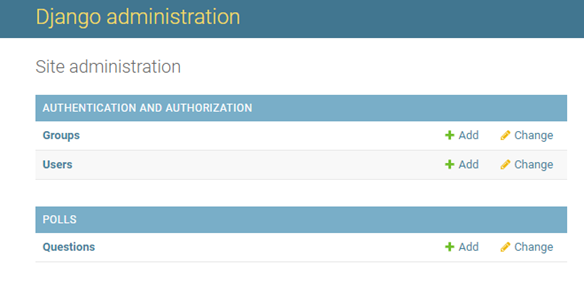 Django administration
Site administration
AUTHENTICATION AND AUTHORIZATION
Groups Add Change
Users Add Change
POLLS
Questions Add Change